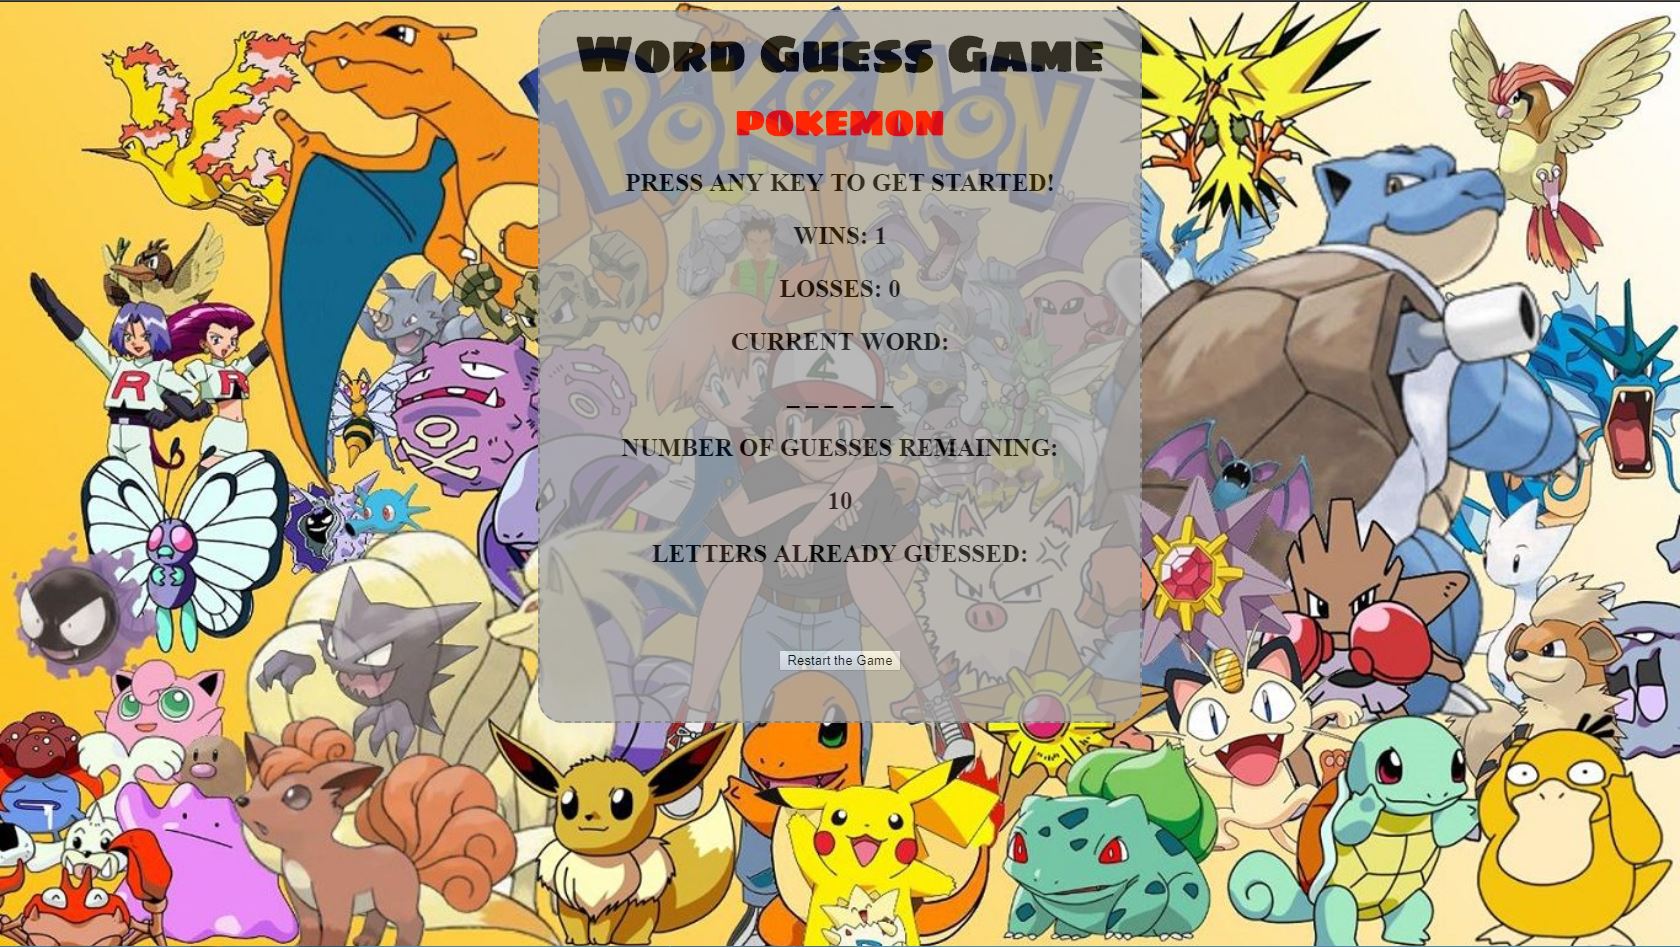 Word Guess Game
POKEMON
PRESS ANY KEY TO GET STARTED!
WINS: 1
LOSSES: 0
CURRENT WORD:
_ _ _ _ _ _
NUMBER OF GUESSES REMAINING:
10
LETTERS ALREADY GUESSED:
Restart the Game
POKéMON
R
R